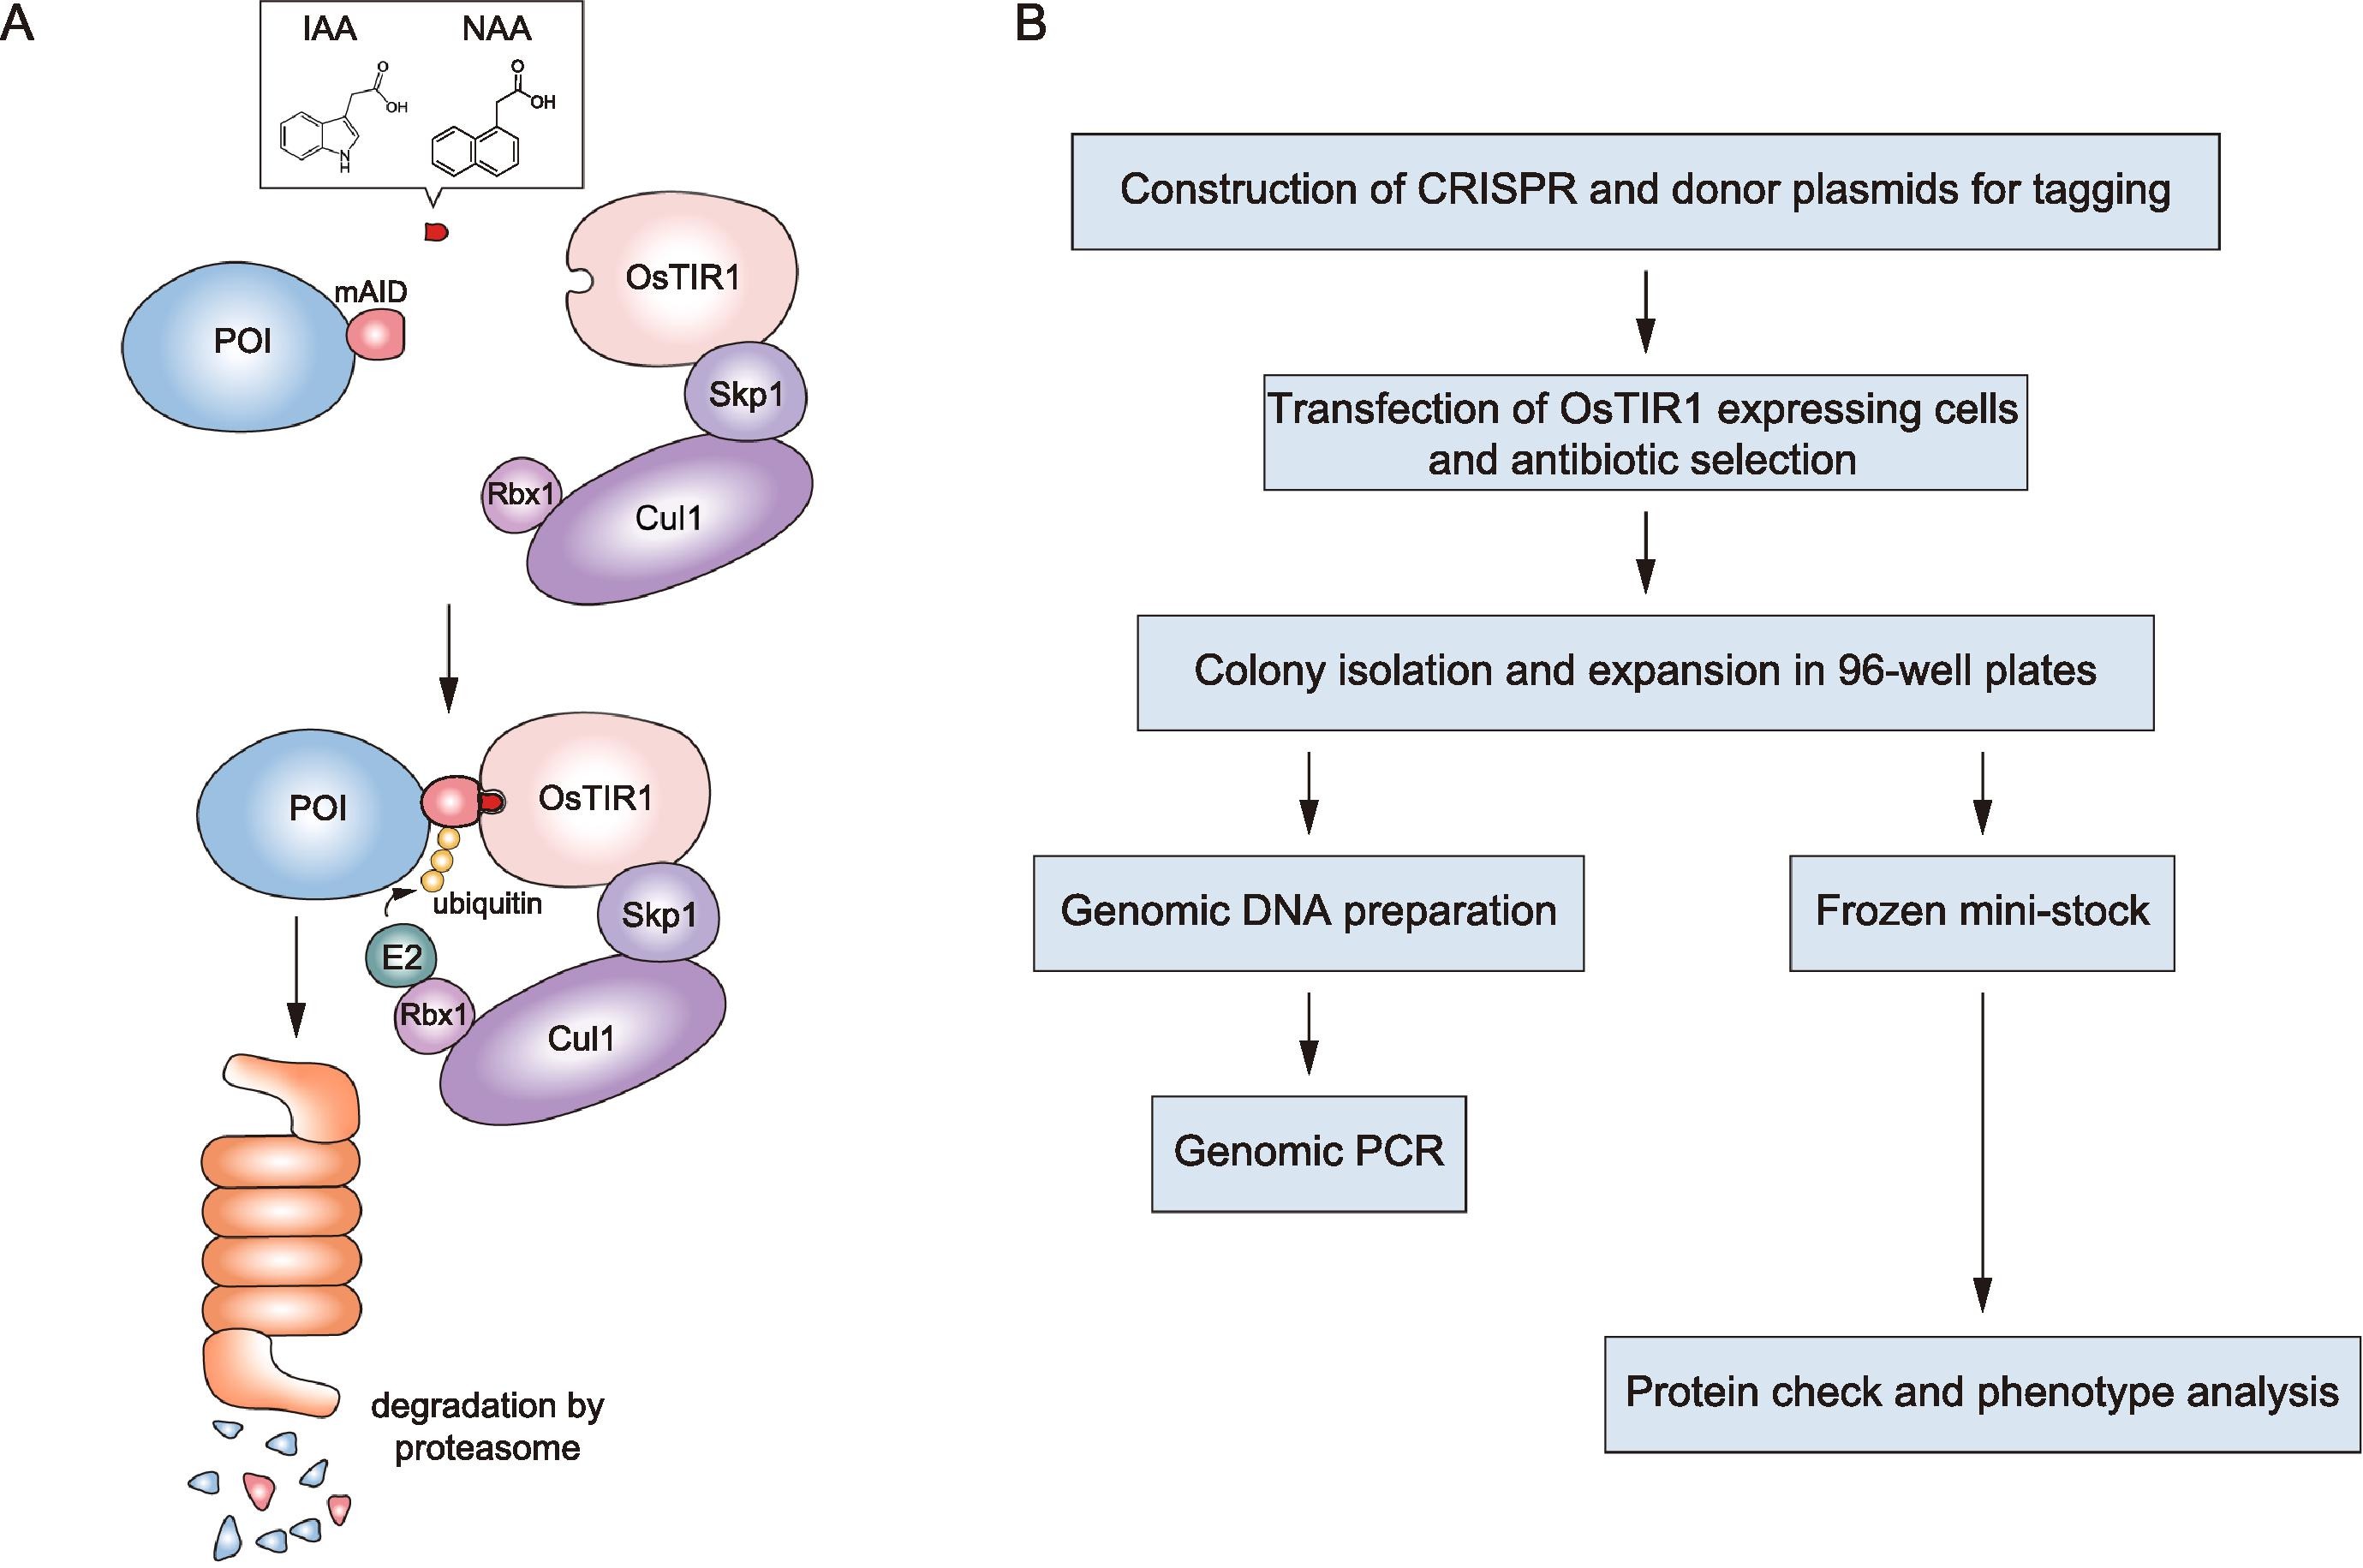 A
IAA
NAA
O
OH
N
H
O
OH
POI
mAID
OsTIR1
Skp1
Rbx1
Cul1
POI
OsTIR1
ubiquitin
E2
Skp1
Rbx1
Cul1
degradation by
proteasome
B
Construction of CRISPR and donor plasmids for tagging
Transfection of OsTIR1 expressing cells
and antibiotic selection
Colony isolation and expansion in 96-well plates
Genomic DNA preparation
Frozen mini-stock
Genomic PCR
Protein check and phenotype analysis